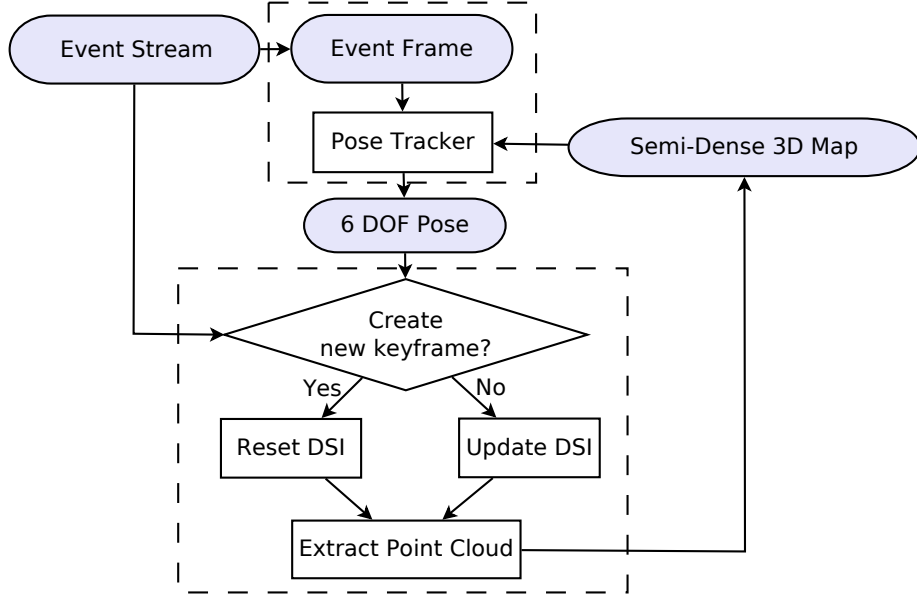 Event Stream
Event Frame
Pose Tracker
Semi-Dense 3D Map
6 DOF Pose
Create
new keyframe?
Yes
No
Reset DSI
Update DSI
Extract Point Cloud